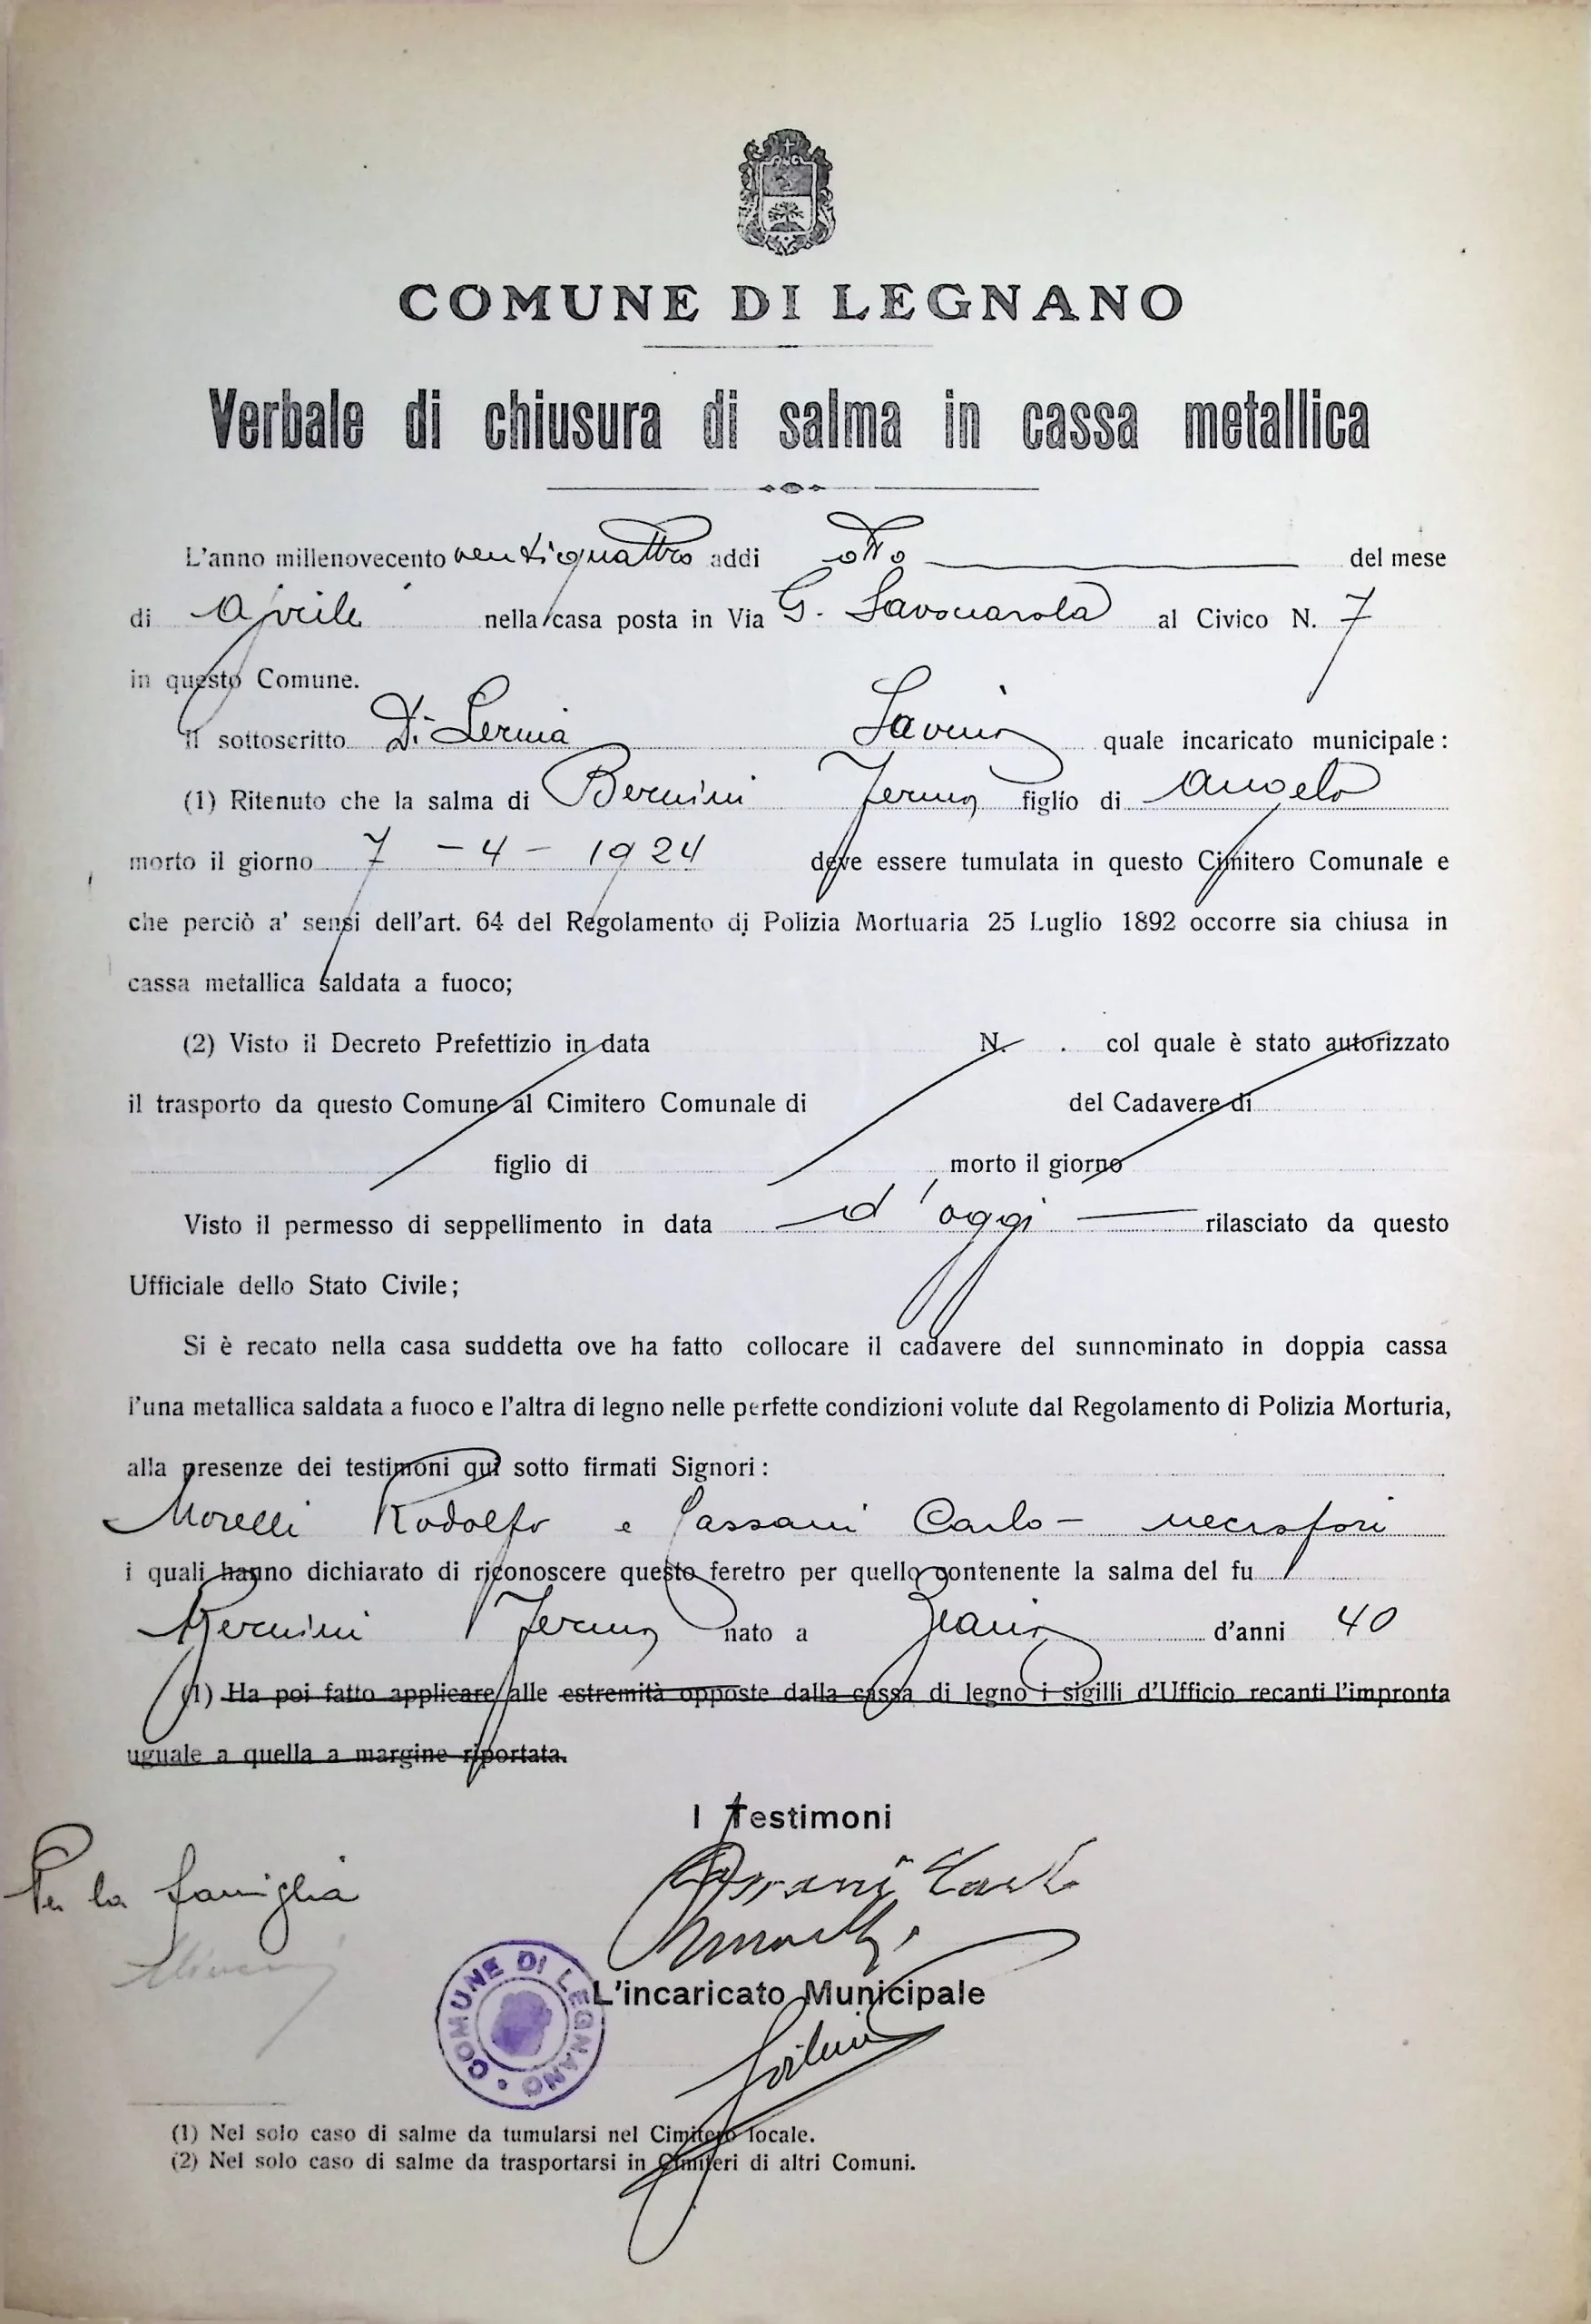 COMUNE DI LEGNANO
Verbale di chiusura di salma in cassa metallica
L'anno millenovecento ventiquattro addi otto del mese
di Aprile nella casa posta in Via G. Savonarola al Civico N. 7
in questo Comune.
Il sottoscritto Di Lernia Savino quale incaricato municipale:
(1) Ritenuto che la salma di Bernini figlio di Angelo
morto il giorno 7 - 4 - 1924 deve essere tumulata in questo Cimitero Comunale e
che perciò a' sensi dell'art. 64 del Regolamento di Polizia Mortuaria 25 Luglio 1892 occorre sia chiusa in
cassa metallica saldata a fuoco;
(2) Visto il Decreto Prefettizio in data N. . col quale è stato autorizzato
il trasporto da questo Comune al Cimitero Comunale di del Cadavere di
figlio di morto il giorno
Visto il permesso di seppellimento in data d'oggi rilasciato da questo
Ufficiale dello Stato Civile;
Si è recato nella casa suddetta ove ha fatto collocare il cadavere del sunnominato in doppia cassa
l'una metallica saldata a fuoco e l'altra di legno nelle perfette condizioni volute dal Regolamento di Polizia Morturia,
alla presenze dei testimoni qui sotto firmati Signori:
Morelli Rodolfo e Cassani Carlo - necrofori
i quali hanno dichiarato di riconoscere questo feretro per quello contenente la salma del fu
Bernini nato a d'anni 40
(1) Ha poi fatto applicare alle estremità opposte dalla cassa di legno i sigilli d'Ufficio recanti l'impronta
uguale a quella a margine riportata.
I Testimoni
Per la famiglia
Cassani Carlo
Morelli
COMUNE DI LEGNANO
L'incaricato Municipale
(1) Nel solo caso di salme da tumularsi nel Cimitero locale.
(2) Nel solo caso di salme da trasportarsi in Cimiteri di altri Comuni.